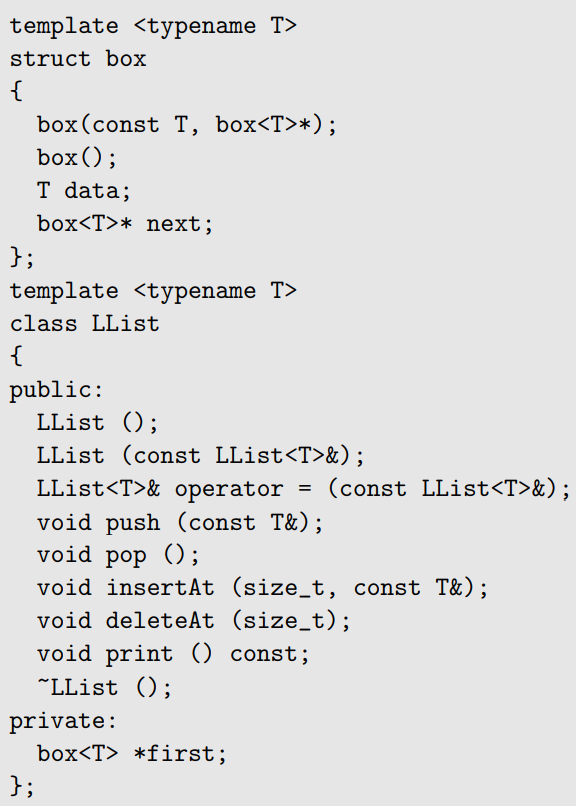 template <typename T>
struct box
{
  box(const T, box<T>*);
  box();
  T data;
  box<T>* next;
};
template <typename T>
class LList
{
public:
  LList ();
  LList (const LList<T>&);
  LList<T>& operator = (const LList<T>&);
  void push (const T&);
  void pop ();
  void insertAt (size_t, const T&);
  void deleteAt (size_t);
  void print () const;
  ~LList ();
private:
  box<T> *first;
};